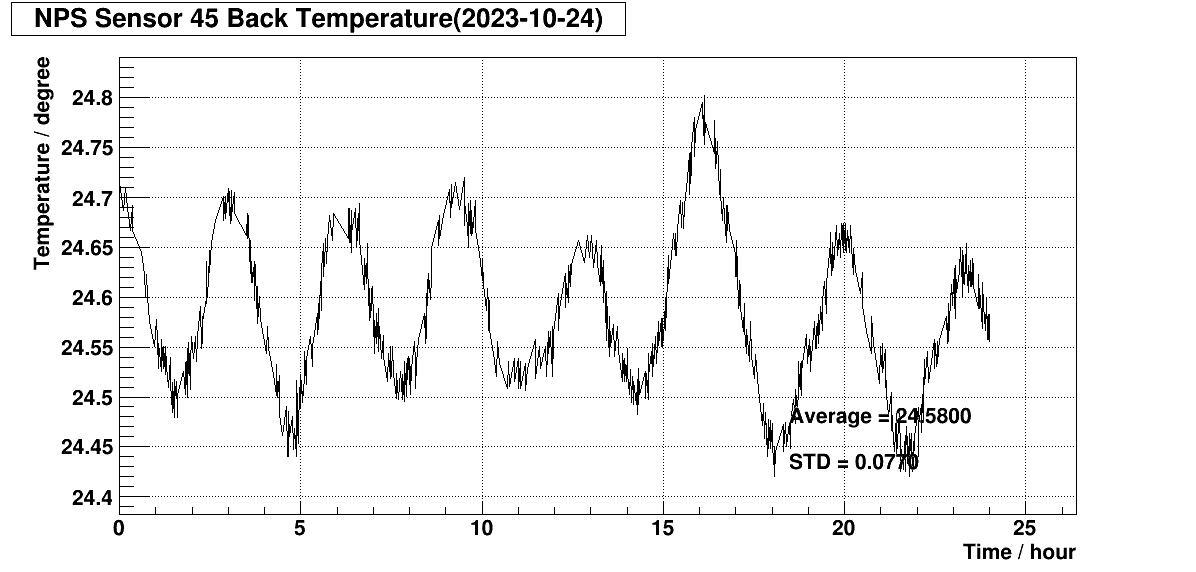 NPS Sensor 45 Back Temperature(2023-10-24)
Temperature / degree
24.8
24.75
24.7
24.65
24.6
24.55
24.5
24.45
24.4
Average = 24.5800
STD = 0.0770
0 5 10 15 20 25
Time / hour